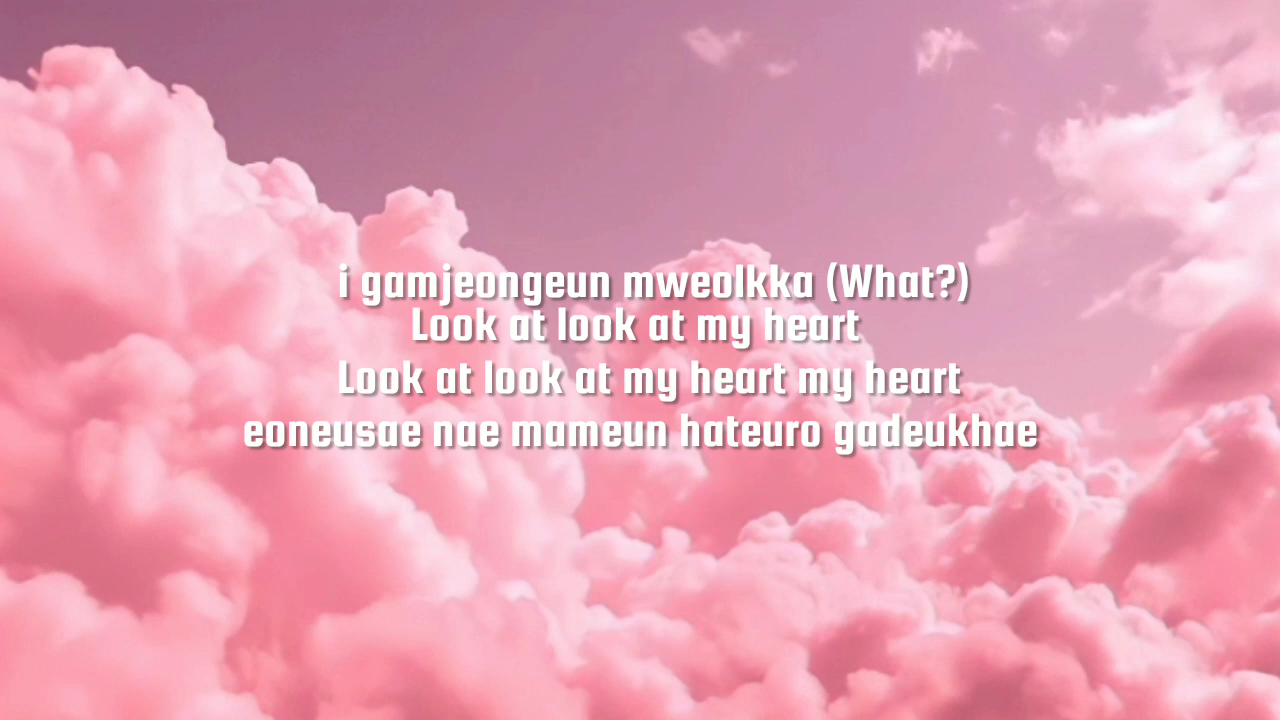 i gamjeongeun mweolkka (What?)
Look at look at my heart
Look at look at my heart my heart
eoneusae nae mameun hateuro gadeukhae